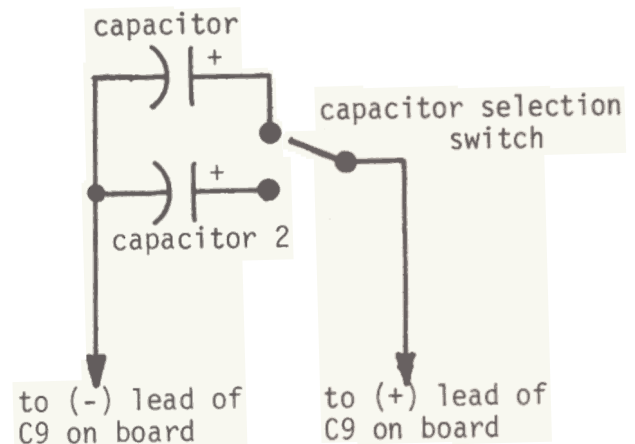 capacitor
+
capacitor selection
switch
+
capacitor 2
to (-) lead of
C9 on board
to (+) lead of
C9 on board